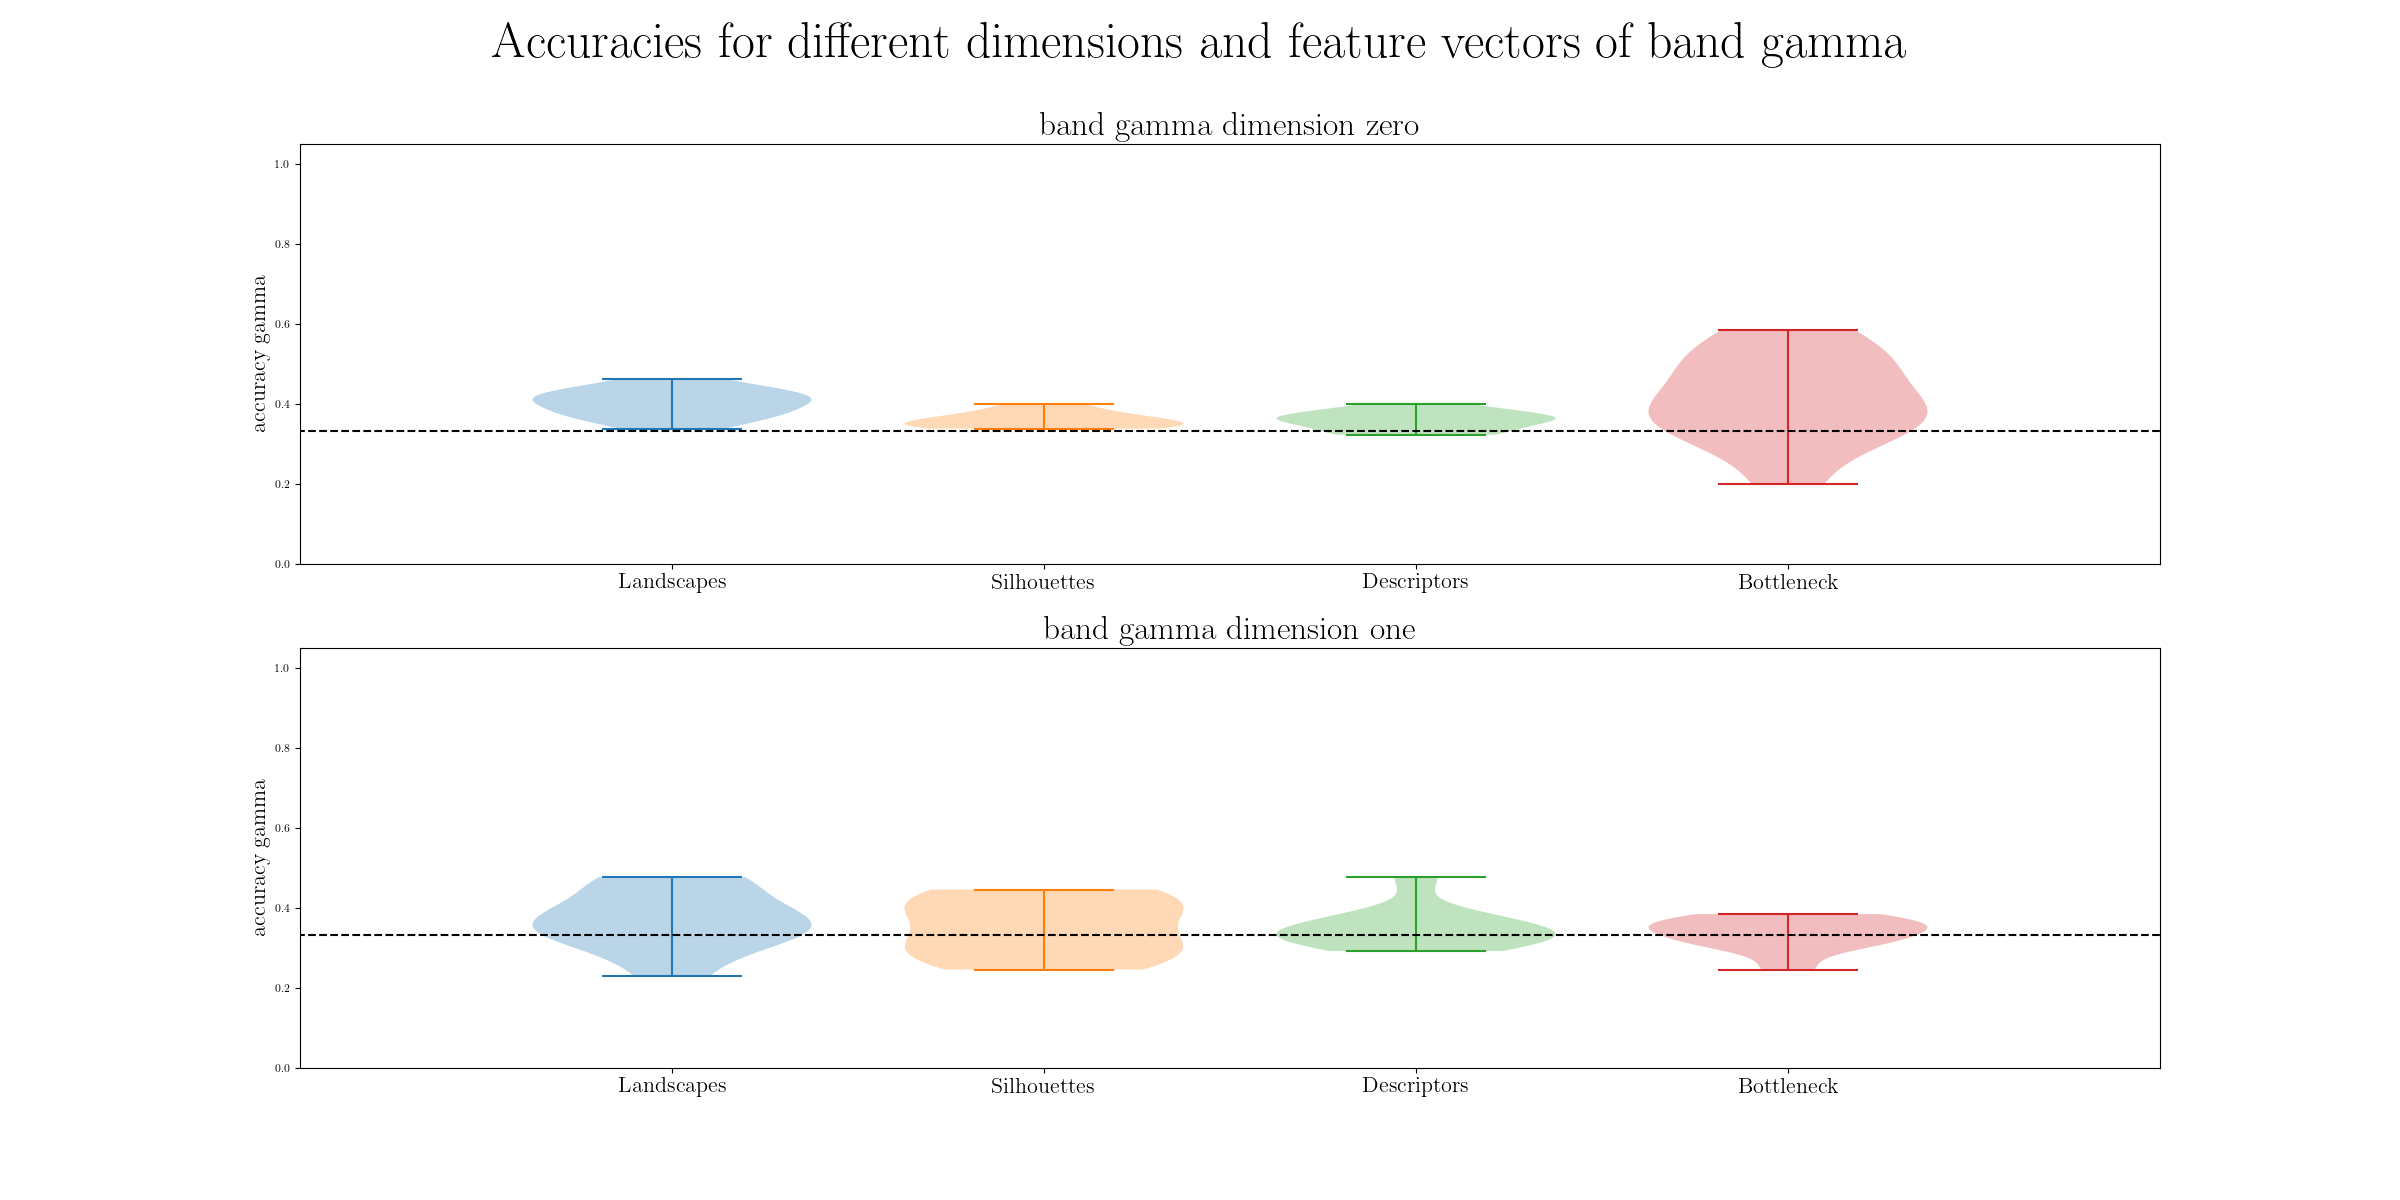 Accuracies for different dimensions and feature vectors of band gamma
band gamma dimension zero
1.0
0.8
0.6
0.4
0.2
0.0
accuracy gamma
Landscapes Silhouettes Descriptors Bottleneck
band gamma dimension one
1.0
0.8
0.6
0.4
0.2
0.0
accuracy gamma
Landscapes Silhouettes Descriptors Bottleneck